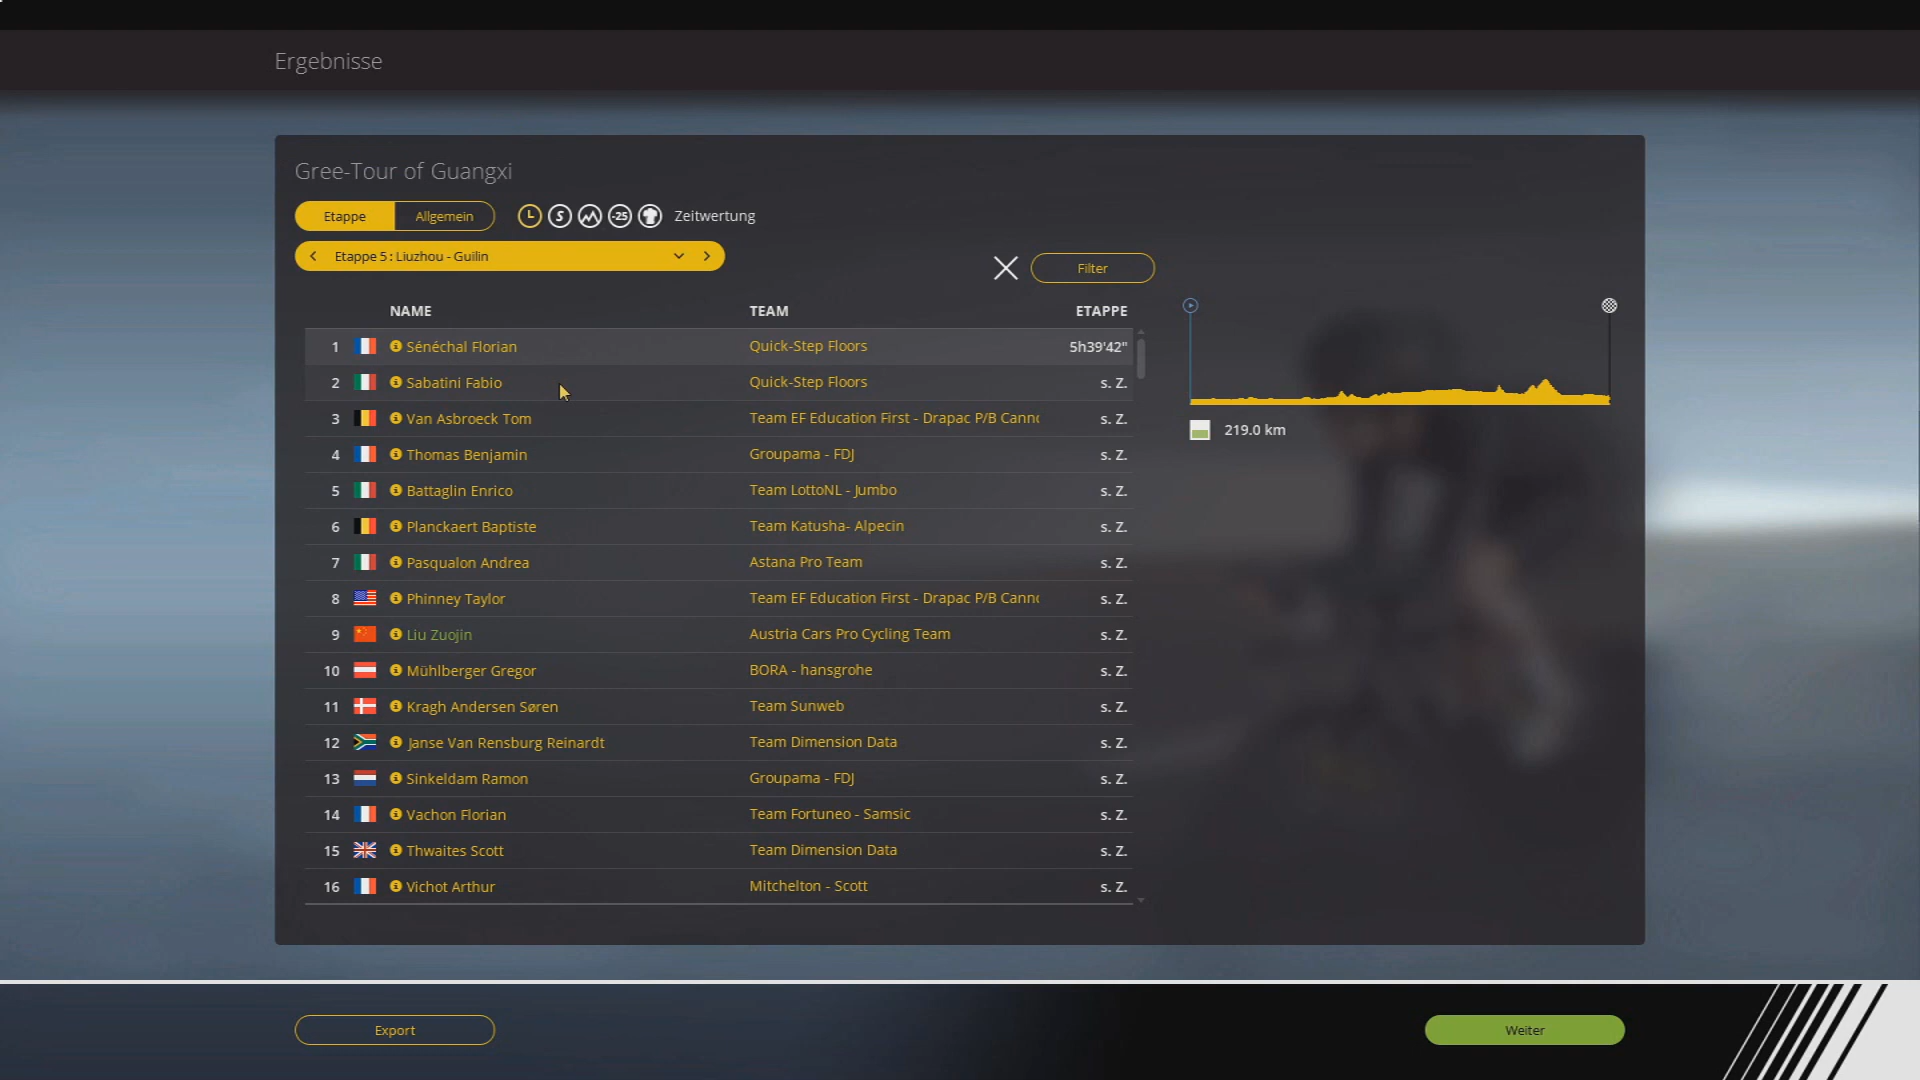 Ergebnisse
Gree-Tour of Guangxi
Etappe Allgemein S -25 Zeitwertung
Etappe 5 : Liuzhou - Guilin
Filter
NAME TEAM ETAPPE
1 Sénéchal Florian Quick-Step Floors 5h39'42"
2 Sabatini Fabio Quick-Step Floors s. Z.
3 Van Asbroeck Tom Team EF Education First - Drapac P/B Canno s. Z.
4 Thomas Benjamin Groupama - FDJ s. Z.
5 Battaglin Enrico Team LottoNL - Jumbo s. Z.
6 Planckaert Baptiste Team Katusha- Alpecin s. Z.
7 Pasqualon Andrea Astana Pro Team s. Z.
8 Phinney Taylor Team EF Education First - Drapac P/B Canno s. Z.
9 Liu Zuojin Austria Cars Pro Cycling Team s. Z.
10 Mühlberger Gregor BORA - hansgrohe s. Z.
11 Kragh Andersen Søren Team Sunweb s. Z.
12 Janse Van Rensburg Reinardt Team Dimension Data s. Z.
13 Sinkeldam Ramon Groupama - FDJ s. Z.
14 Vachon Florian Team Fortuneo - Samsic s. Z.
15 Thwaites Scott Team Dimension Data s. Z.
16 Vichot Arthur Mitchelton - Scott s. Z.
219.0 km
Export
Weiter